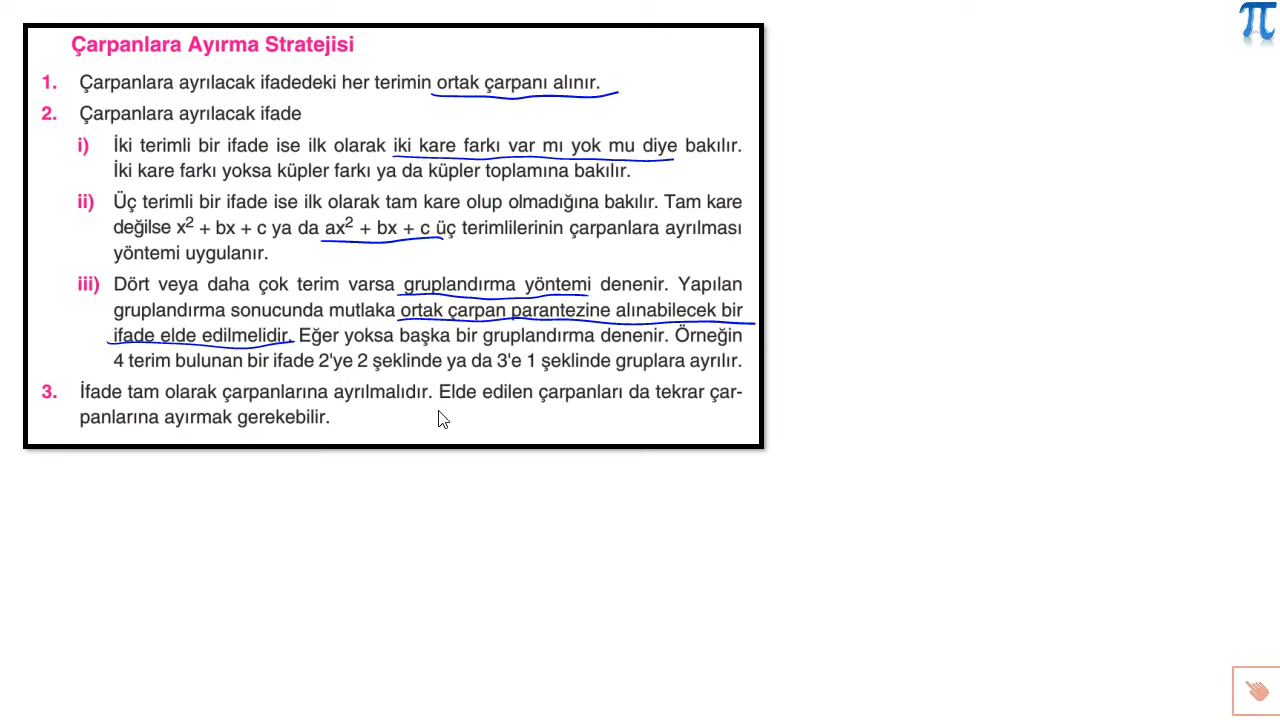 Çarpanlara Ayırma Stratejisi
1. Çarpanlara ayrılacak ifadedeki her terimin ortak çarpanı alınır.
2. Çarpanlara ayrılacak ifade
i) İki terimli bir ifade ise ilk olarak iki kare farkı var mı yok mu diye bakılır.
İki kare farkı yoksa küpler farkı ya da küpler toplamına bakılır.
ii) Üç terimli bir ifade ise ilk olarak tam kare olup olmadığına bakılır. Tam kare
değilse x² + bx + c ya da ax² + bx + c üç terimlilerinin çarpanlara ayrılması
yöntemi uygulanır.
iii) Dört veya daha çok terim varsa gruplandırma yöntemi denenir. Yapılan
gruplandırma sonucunda mutlaka ortak çarpan parantezine alınabilecek bir
ifade elde edilmelidir. Eğer yoksa başka bir gruplandırma denenir. Örneğin
4 terim bulunan bir ifade 2'ye 2 şeklinde ya da 3'e 1 şeklinde gruplara ayrılır.
3. İfade tam olarak çarpanlarına ayrılmalıdır. Elde edilen çarpanları da tekrar çar-
panlarına ayırmak gerekebilir.
π